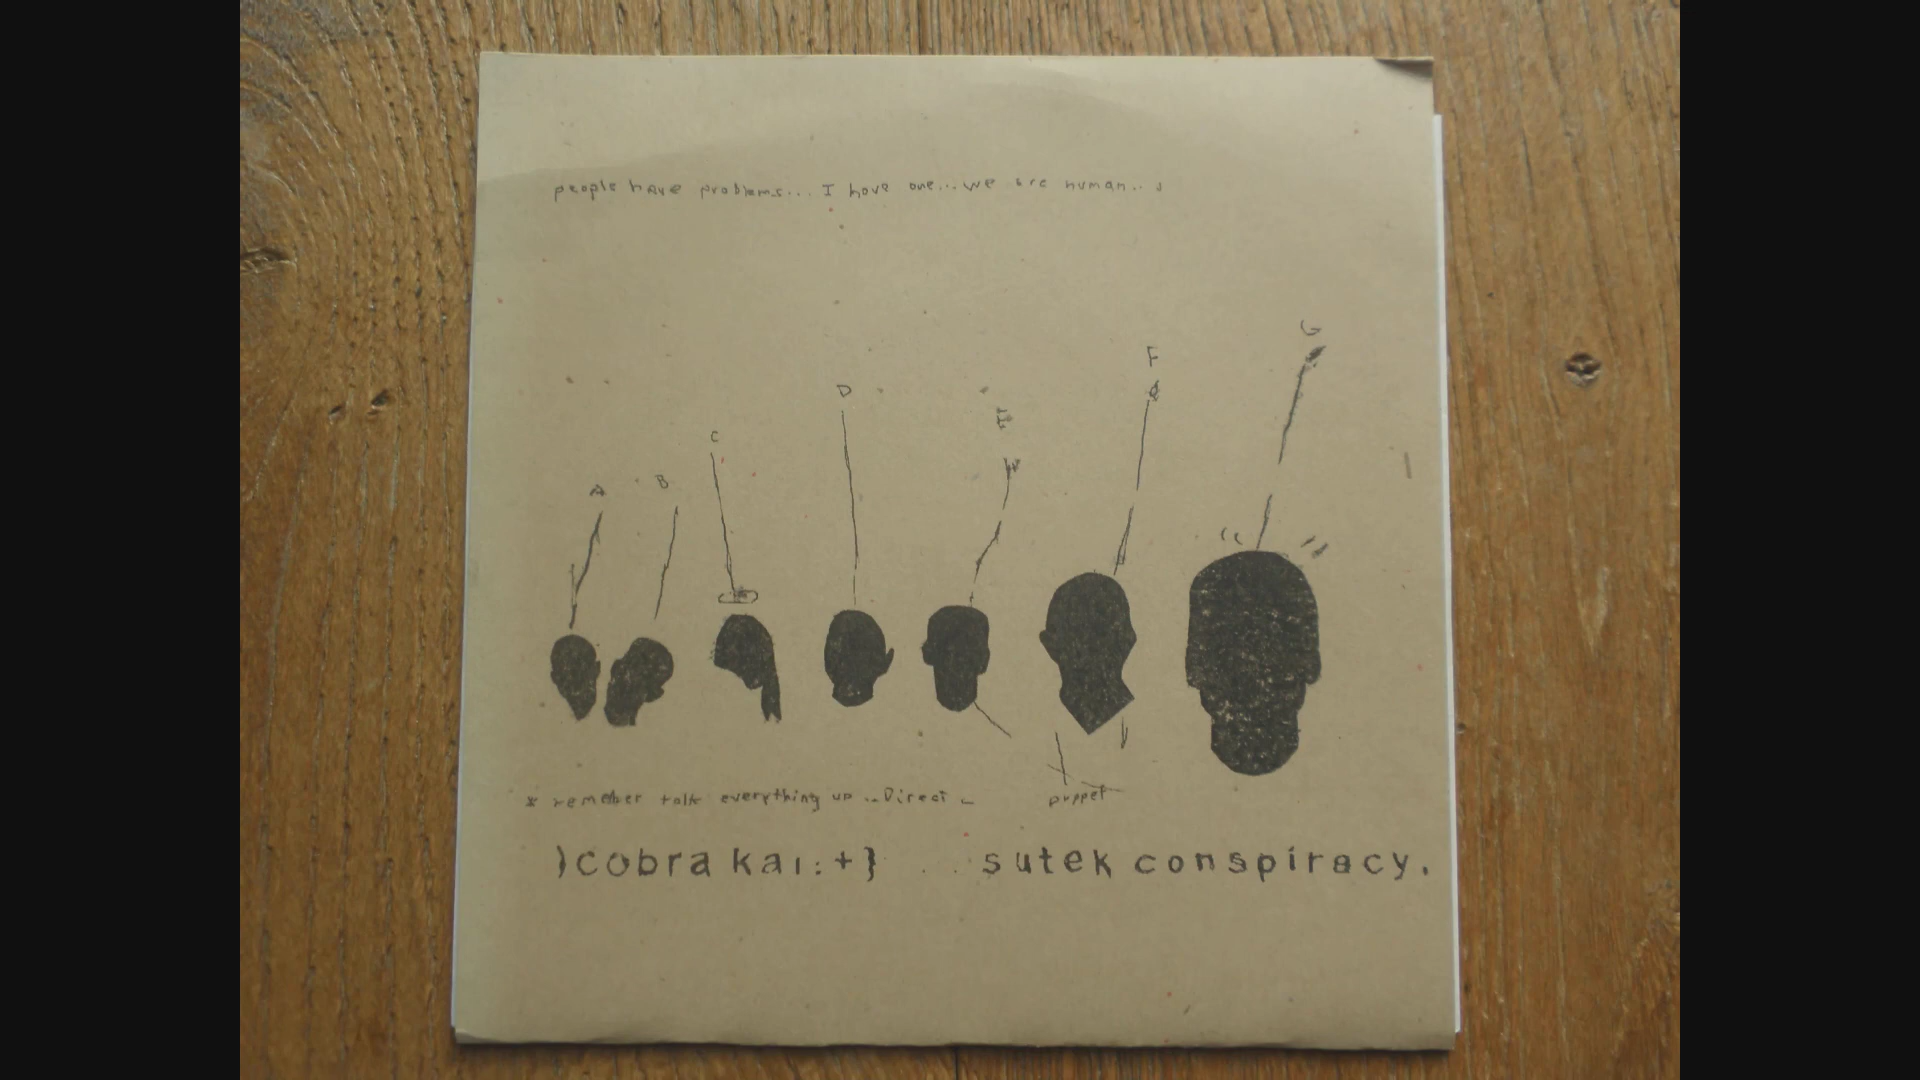 people have problems... I have one... we are human..
G
F
D
E
C
A B
* remember talk everything up ..Direct
puppet
}cobra kai:+} .. sutek conspiracy.